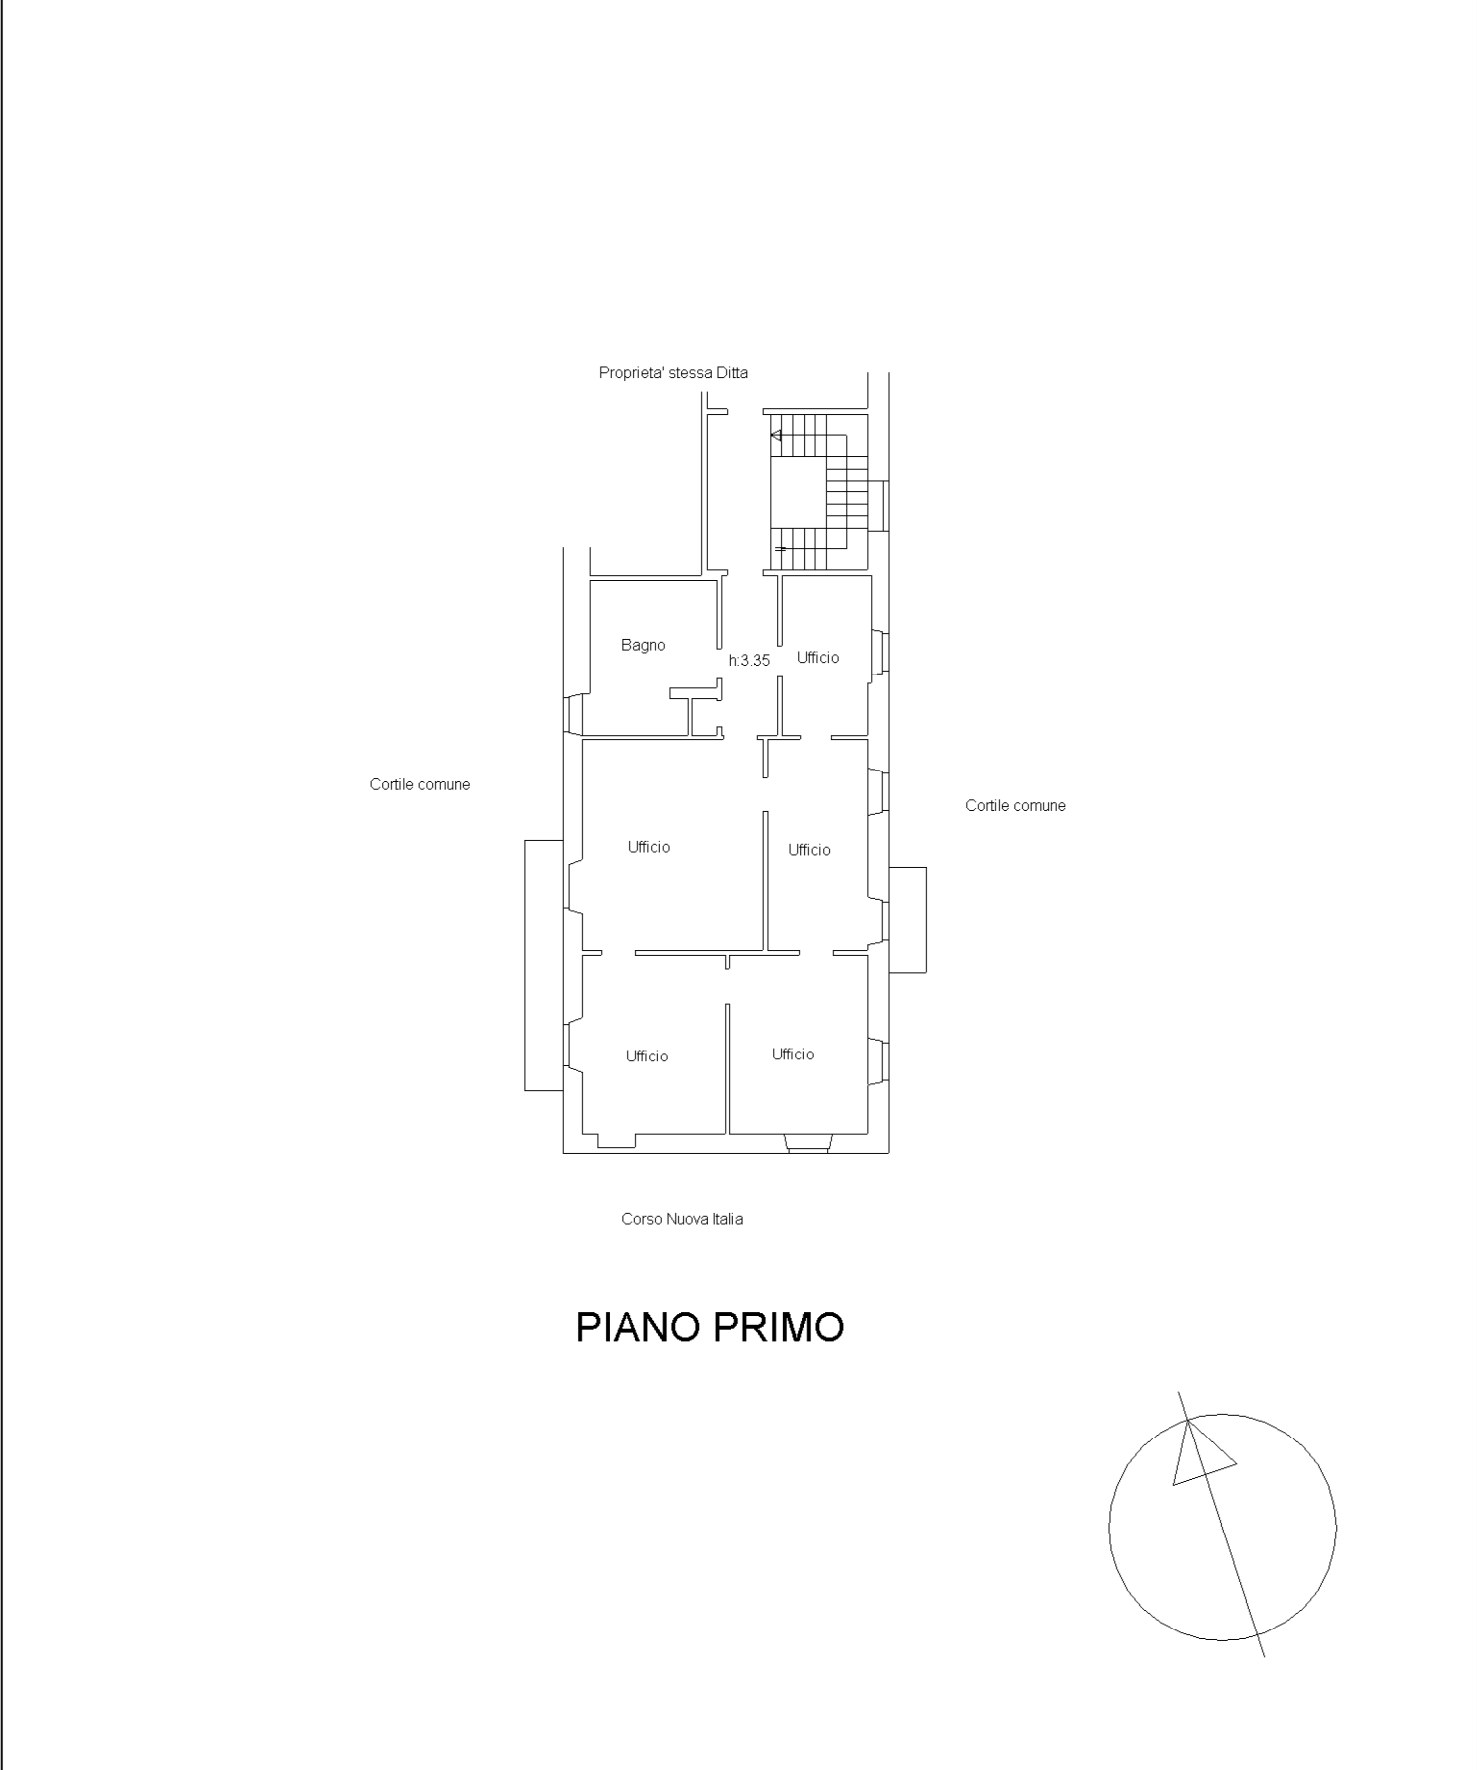 Proprieta' stessa Ditta
Bagno
h:3.35
Ufficio
Cortile comune
Cortile comune
Ufficio
Ufficio
Ufficio
Ufficio
Corso Nuova Italia
PIANO PRIMO